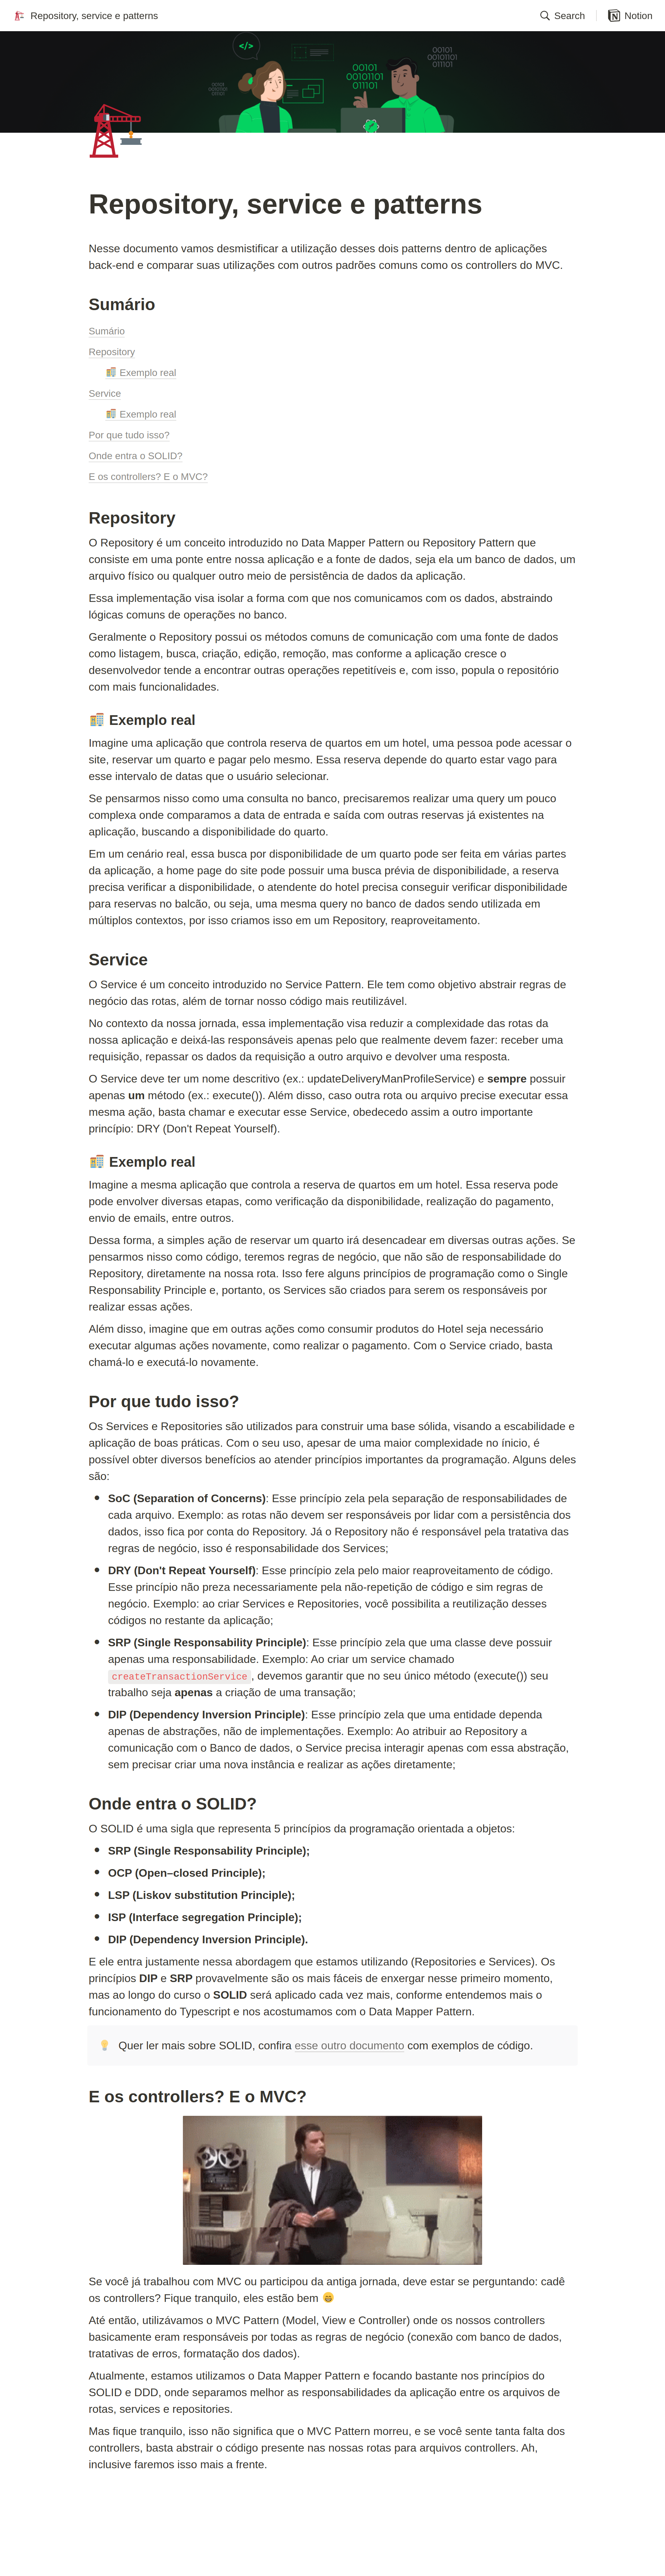 Repository, service e patterns
Search
Notion
</>
00101
00101101
011101
00101
00101101
011101
Repository, service e patterns
Nesse documento vamos desmistificar a utilização desses dois patterns dentro de aplicações
back-end e comparar suas utilizações com outros padrões comuns como os controllers do MVC.
Sumário
Sumário
Repository
Exemplo real
Service
Exemplo real
Por que tudo isso?
Onde entra o SOLID?
E os controllers? E o MVC?
Repository
O Repository é um conceito introduzido no Data Mapper Pattern ou Repository Pattern que
consiste em uma ponte entre nossa aplicação e a fonte de dados, seja ela um banco de dados, um
arquivo físico ou qualquer outro meio de persistência de dados da aplicação.
Essa implementação visa isolar a forma com que nos comunicamos com os dados, abstraindo
lógicas comuns de operações no banco.
Geralmente o Repository possui os métodos comuns de comunicação com uma fonte de dados
como listagem, busca, criação, edição, remoção, mas conforme a aplicação cresce o
desenvolvedor tende a encontrar outras operações repetitíveis e, com isso, popula o repositório
com mais funcionalidades.
Exemplo real
Imagine uma aplicação que controla reserva de quartos em um hotel, uma pessoa pode acessar o
site, reservar um quarto e pagar pelo mesmo. Essa reserva depende do quarto estar vago para
esse intervalo de datas que o usuário selecionar.
Se pensarmos nisso como uma consulta no banco, precisaremos realizar uma query um pouco
complexa onde comparamos a data de entrada e saída com outras reservas já existentes na
aplicação, buscando a disponibilidade do quarto.
Em um cenário real, essa busca por disponibilidade de um quarto pode ser feita em várias partes
da aplicação, a home page do site pode possuir uma busca prévia de disponibilidade, a reserva
precisa verificar a disponibilidade, o atendente do hotel precisa conseguir verificar disponibilidade
para reservas no balcão, ou seja, uma mesma query no banco de dados sendo utilizada em
múltiplos contextos, por isso criamos isso em um Repository, reaproveitamento.
Service
O Service é um conceito introduzido no Service Pattern. Ele tem como objetivo abstrair regras de
negócio das rotas, além de tornar nosso código mais reutilizável.
No contexto da nossa jornada, essa implementação visa reduzir a complexidade das rotas da
nossa aplicação e deixá-las responsáveis apenas pelo que realmente devem fazer: receber uma
requisição, repassar os dados da requisição a outro arquivo e devolver uma resposta.
O Service deve ter um nome descritivo (ex.: updateDeliveryManProfileService) e sempre possuir
apenas um método (ex.: execute()). Além disso, caso outra rota ou arquivo precise executar essa
mesma ação, basta chamar e executar esse Service, obedecedo assim a outro importante
princípio: DRY (Don't Repeat Yourself).
Exemplo real
Imagine a mesma aplicação que controla a reserva de quartos em um hotel. Essa reserva pode
pode envolver diversas etapas, como verificação da disponibilidade, realização do pagamento,
envio de emails, entre outros.
Dessa forma, a simples ação de reservar um quarto irá desencadear em diversas outras ações. Se
pensarmos nisso como código, teremos regras de negócio, que não são de responsabilidade do
Repository, diretamente na nossa rota. Isso fere alguns princípios de programação como o Single
Responsability Principle e, portanto, os Services são criados para serem os responsáveis por
realizar essas ações.
Além disso, imagine que em outras ações como consumir produtos do Hotel seja necessário
executar algumas ações novamente, como realizar o pagamento. Com o Service criado, basta
chamá-lo e executá-lo novamente.
Por que tudo isso?
Os Services e Repositories são utilizados para construir uma base sólida, visando a escabilidade e
aplicação de boas práticas. Com o seu uso, apesar de uma maior complexidade no ínicio, é
possível obter diversos benefícios ao atender princípios importantes da programação. Alguns deles
são:
• SoC (Separation of Concerns): Esse princípio zela pela separação de responsabilidades de
cada arquivo. Exemplo: as rotas não devem ser responsáveis por lidar com a persistência dos
dados, isso fica por conta do Repository. Já o Repository não é responsável pela tratativa das
regras de negócio, isso é responsabilidade dos Services;
• DRY (Don't Repeat Yourself): Esse princípio zela pelo maior reaproveitamento de código.
Esse princípio não preza necessariamente pela não-repetição de código e sim regras de
negócio. Exemplo: ao criar Services e Repositories, você possibilita a reutilização desses
códigos no restante da aplicação;
• SRP (Single Responsability Principle): Esse princípio zela que uma classe deve possuir
apenas uma responsabilidade. Exemplo: Ao criar um service chamado
createTransactionService, devemos garantir que no seu único método (execute()) seu
trabalho seja apenas a criação de uma transação;
• DIP (Dependency Inversion Principle): Esse princípio zela que uma entidade dependa
apenas de abstrações, não de implementações. Exemplo: Ao atribuir ao Repository a
comunicação com o Banco de dados, o Service precisa interagir apenas com essa abstração,
sem precisar criar uma nova instância e realizar as ações diretamente;
Onde entra o SOLID?
O SOLID é uma sigla que representa 5 princípios da programação orientada a objetos:
• SRP (Single Responsability Principle);
• OCP (Open–closed Principle);
• LSP (Liskov substitution Principle);
• ISP (Interface segregation Principle);
• DIP (Dependency Inversion Principle).
E ele entra justamente nessa abordagem que estamos utilizando (Repositories e Services). Os
princípios DIP e SRP provavelmente são os mais fáceis de enxergar nesse primeiro momento,
mas ao longo do curso o SOLID será aplicado cada vez mais, conforme entendemos mais o
funcionamento do Typescript e nos acostumamos com o Data Mapper Pattern.
Quer ler mais sobre SOLID, confira esse outro documento com exemplos de código.
E os controllers? E o MVC?
Se você já trabalhou com MVC ou participou da antiga jornada, deve estar se perguntando: cadê
os controllers? Fique tranquilo, eles estão bem 😄
Até então, utilizávamos o MVC Pattern (Model, View e Controller) onde os nossos controllers
basicamente eram responsáveis por todas as regras de negócio (conexão com banco de dados,
tratativas de erros, formatação dos dados).
Atualmente, estamos utilizamos o Data Mapper Pattern e focando bastante nos princípios do
SOLID e DDD, onde separamos melhor as responsabilidades da aplicação entre os arquivos de
rotas, services e repositories.
Mas fique tranquilo, isso não significa que o MVC Pattern morreu, e se você sente tanta falta dos
controllers, basta abstrair o código presente nas nossas rotas para arquivos controllers. Ah,
inclusive faremos isso mais a frente.